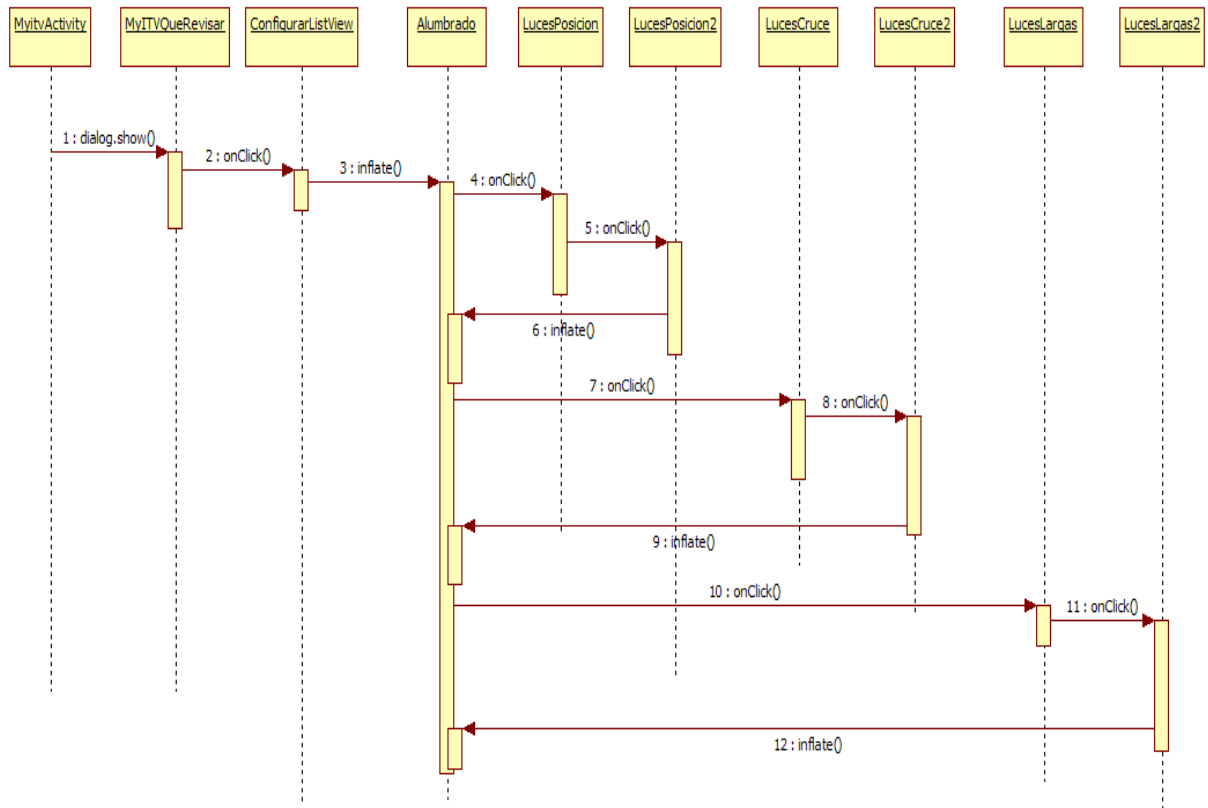 MyitvActivity
MyITVQueRevisar
ConfigurarListView
Alumbrado
LucesPosicion
LucesPosicion2
LucesCruce
LucesCruce2
LucesLargas
LucesLargas2
1 : dialog.show()
2 : onClick()
3 : inflate()
4 : onClick()
5 : onClick()
6 : inflate()
7 : onClick()
8 : onClick()
9 : inflate()
10 : onClick()
11 : onClick()
12 : inflate()